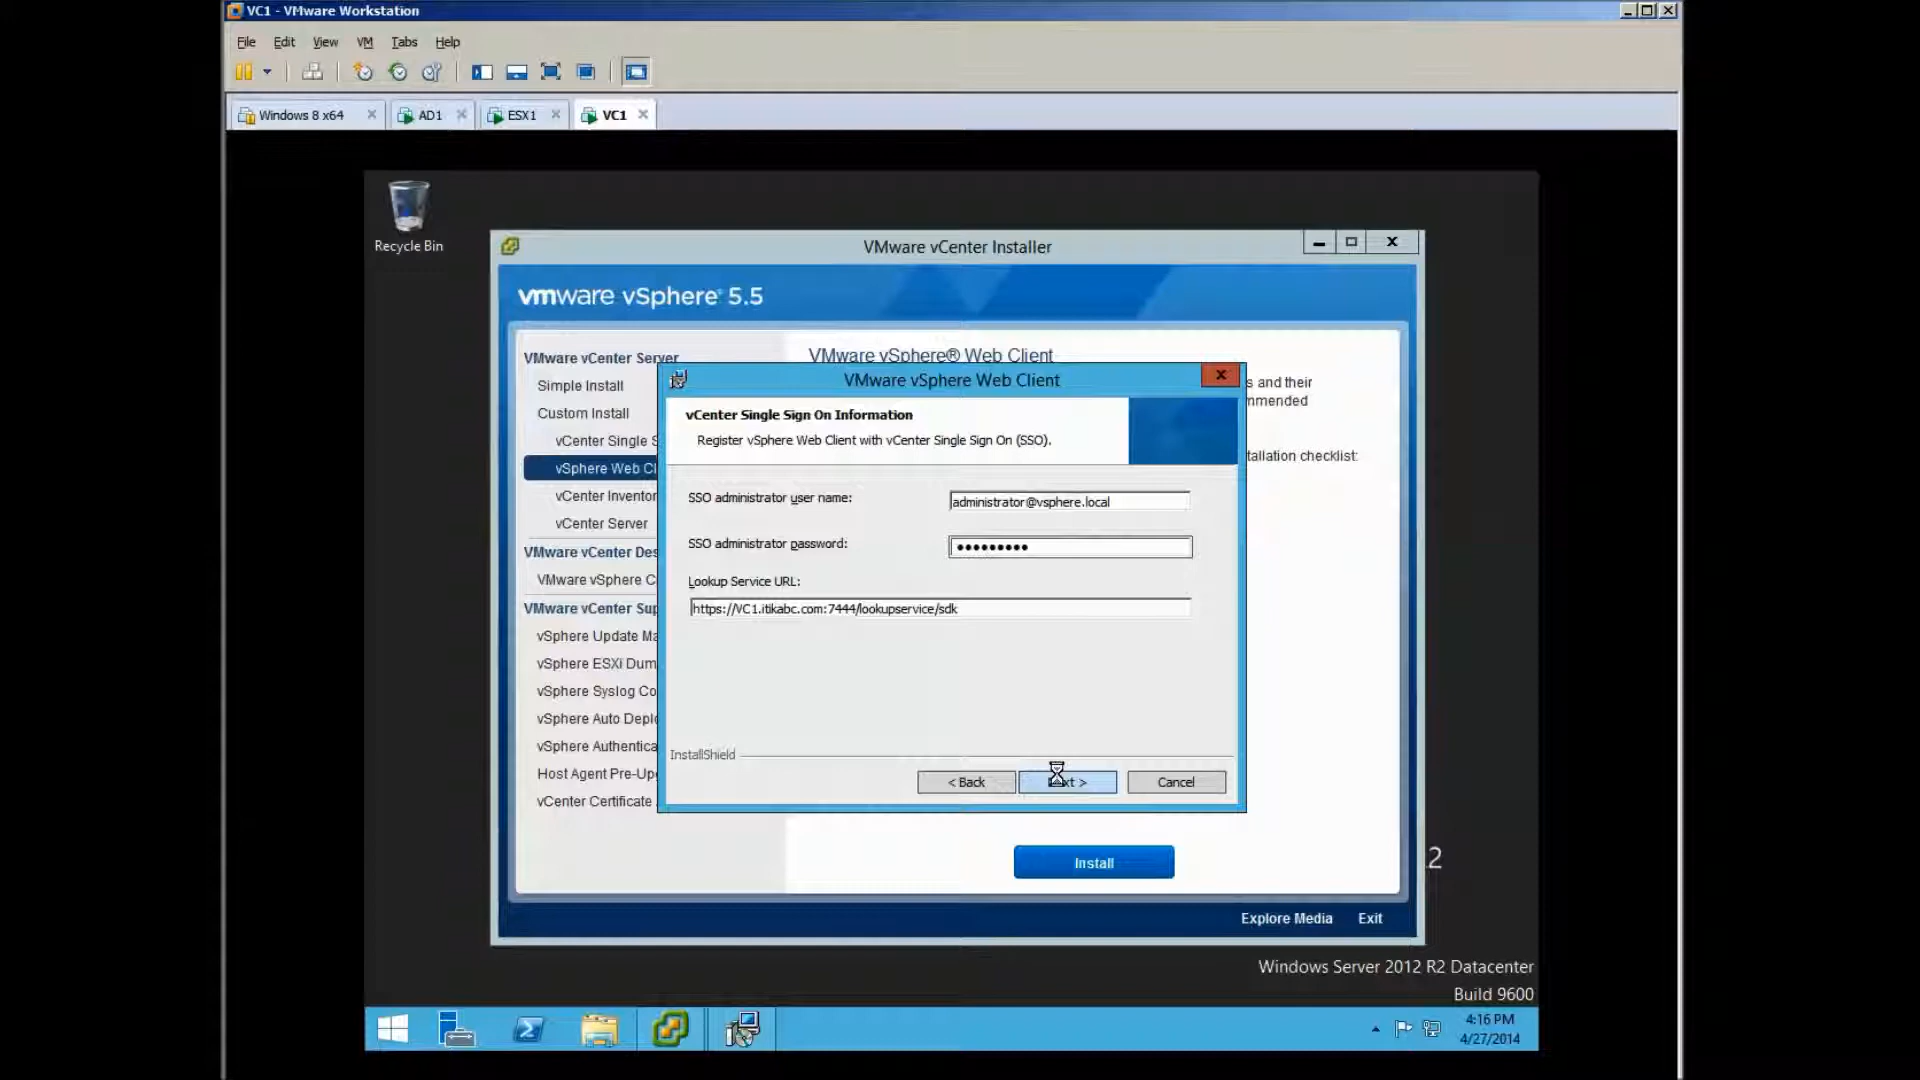 VC1 - VMware Workstation
File Edit View VM Tabs Help
Windows 8 x64 AD1 ESX1 VC1
Recycle Bin
VMware vCenter Installer
vmware vSphere 5.5
VMware vCenter Server
Simple Install
Custom Install
vCenter Single S
vSphere Web Cl
vCenter Inventor
vCenter Server
VMware vCenter Des
VMware vSphere C
VMware vCenter Sup
vSphere Update Ma
vSphere ESXi Dum
vSphere Syslog Co
vSphere Auto Deplo
vSphere Authentica
Host Agent Pre-Upg
vCenter Certificate
VMware vSphere® Web Client
s and their
mmended
tallation checklist:
VMware vSphere Web Client
vCenter Single Sign On Information
Register vSphere Web Client with vCenter Single Sign On (SSO).
SSO administrator user name:
administrator@vsphere.local
SSO administrator password:
•••••••••
Lookup Service URL:
https://VC1.itikabc.com:7444/lookupservice/sdk
InstallShield
< Back
xt >
Cancel
Install
Explore Media Exit
2
Windows Server 2012 R2 Datacenter
Build 9600
4:16 PM
4/27/2014